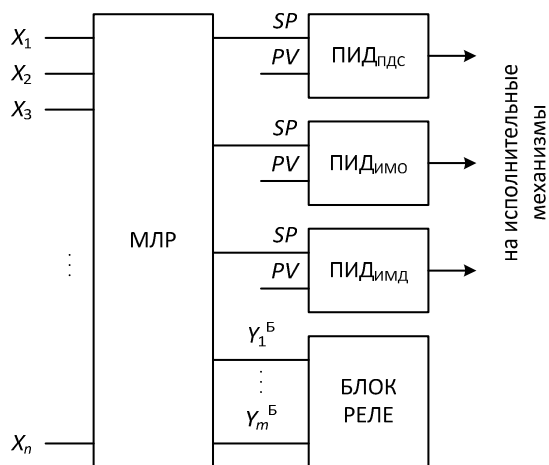 X1
X2
X3
⋮
Xn
МЛР
SP
PV
ПИДПДС
SP
PV
ПИДИМО
SP
PV
ПИДИМД
Y1Б
⋮
YmБ
БЛОК
РЕЛЕ
на исполнительные
механизмы